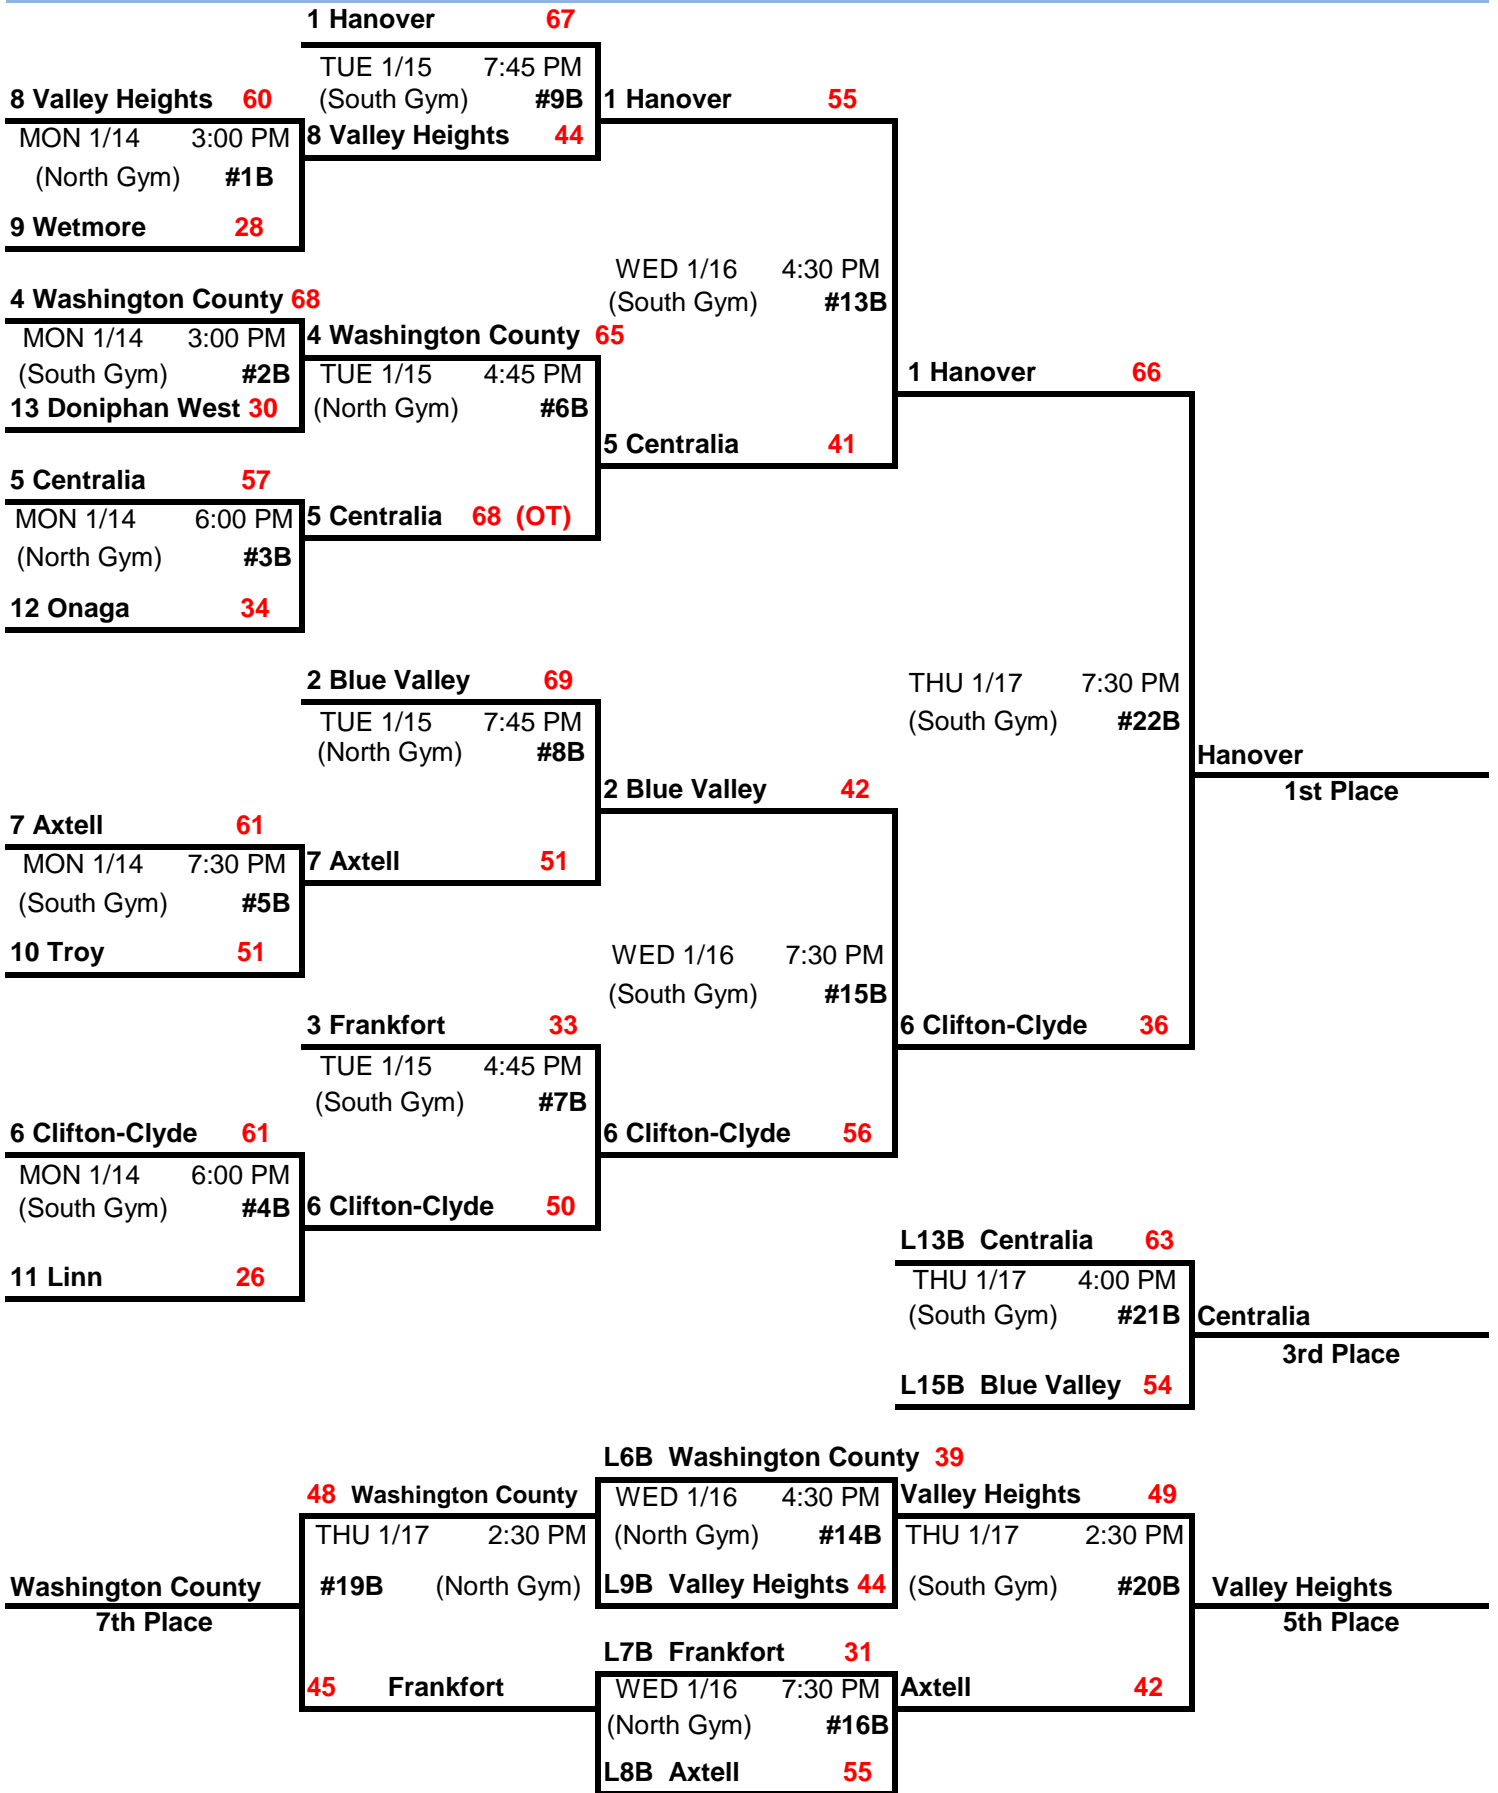 1 Hanover 67
TUE 1/15 7:45 PM
8 Valley Heights 60
(South Gym) #9B
1 Hanover 55
MON 1/14 3:00 PM
8 Valley Heights 44
(North Gym) #1B
9 Wetmore 28
WED 1/16 4:30 PM
4 Washington County 68
(South Gym) #13B
MON 1/14 3:00 PM
4 Washington County 65
(South Gym) #2B
TUE 1/15 4:45 PM
1 Hanover 66
13 Doniphan West 30
(North Gym) #6B
5 Centralia 41
5 Centralia 57
MON 1/14 6:00 PM
5 Centralia 68 (OT)
(North Gym) #3B
12 Onaga 34
2 Blue Valley 69
THU 1/17 7:30 PM
TUE 1/15 7:45 PM
(South Gym) #22B
(North Gym) #8B
Hanover
1st Place
2 Blue Valley 42
7 Axtell 61
MON 1/14 7:30 PM
7 Axtell 51
(South Gym) #5B
10 Troy 51
WED 1/16 7:30 PM
(South Gym) #15B
3 Frankfort 33
6 Clifton-Clyde 36
TUE 1/15 4:45 PM
(South Gym) #7B
6 Clifton-Clyde 61
6 Clifton-Clyde 56
MON 1/14 6:00 PM
(South Gym) #4B
6 Clifton-Clyde 50
L13B Centralia 63
11 Linn 26
THU 1/17 4:00 PM
(South Gym) #21B
Centralia
3rd Place
L15B Blue Valley 54
L6B Washington County 39
48 Washington County
WED 1/16 4:30 PM
Valley Heights 49
THU 1/17 2:30 PM
(North Gym) #14B
THU 1/17 2:30 PM
Washington County
#19B (North Gym)
L9B Valley Heights 44
(South Gym) #20B
Valley Heights
7th Place
5th Place
L7B Frankfort 31
45 Frankfort
WED 1/16 7:30 PM
Axtell 42
(North Gym) #16B
L8B Axtell 55